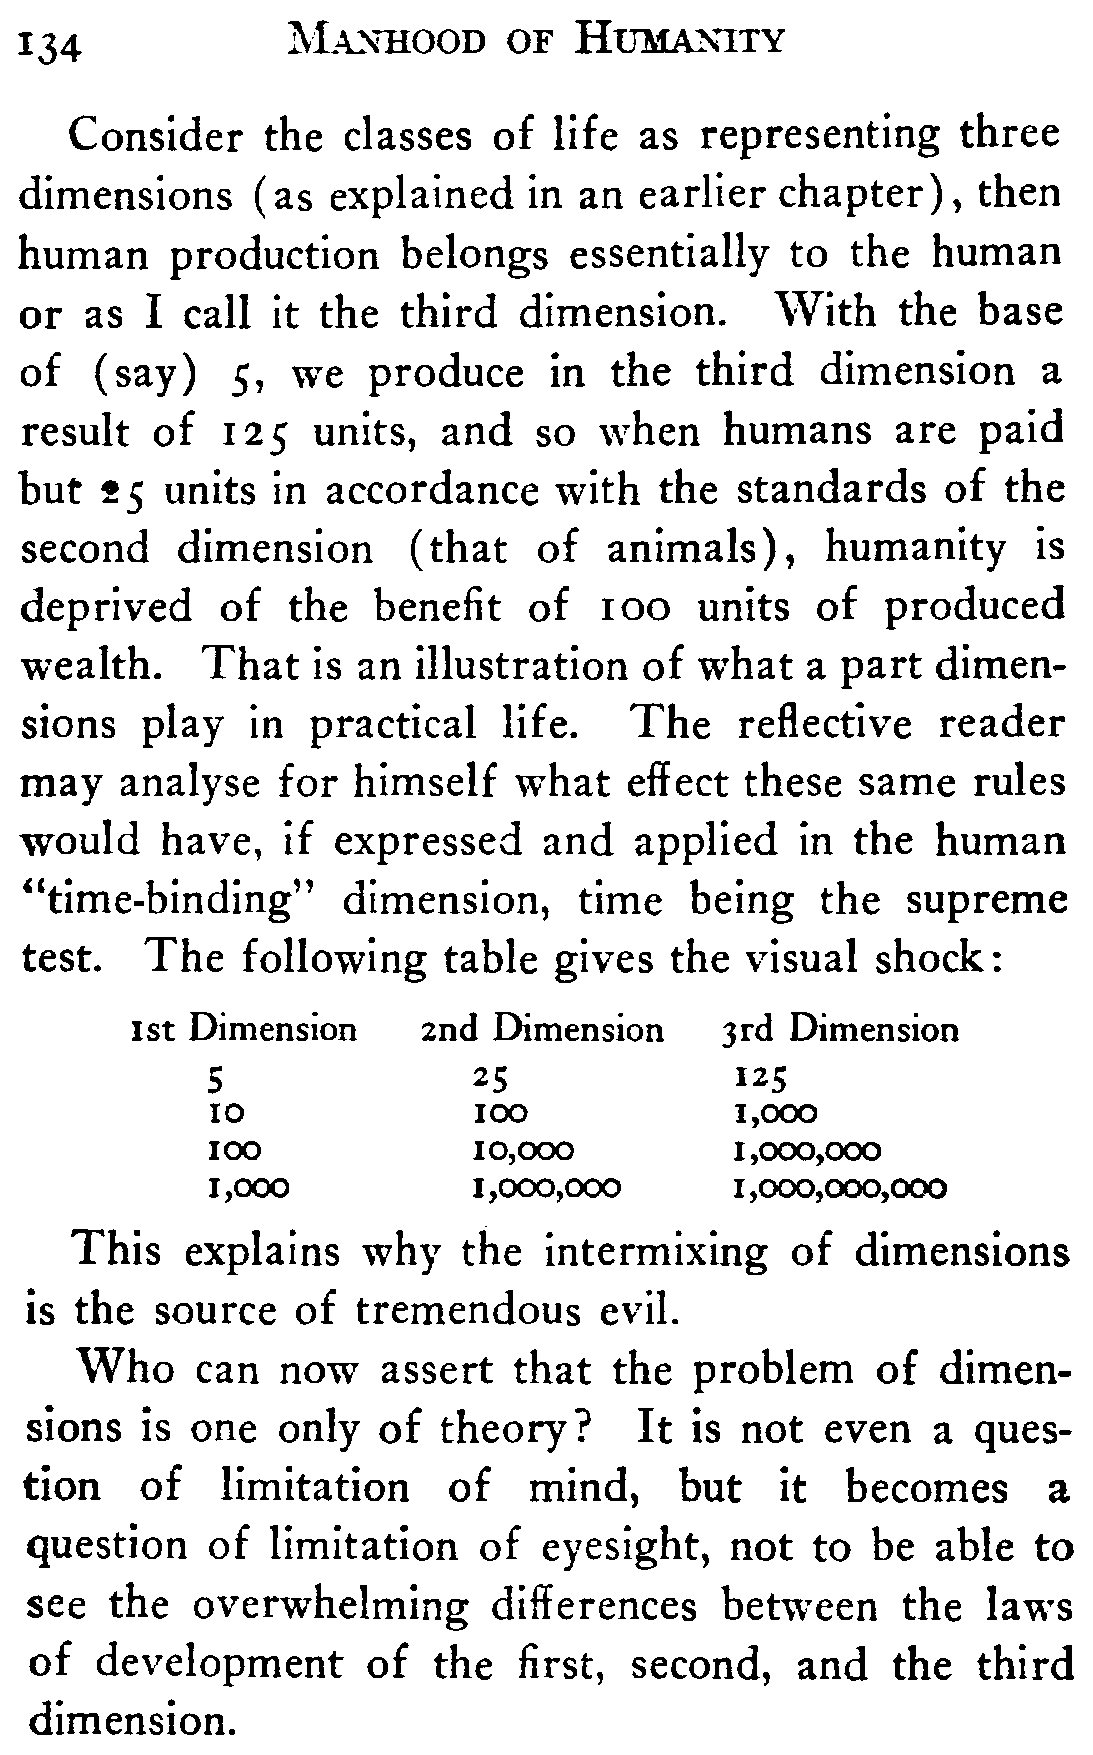 134 MANHOOD OF HUMANITY
Consider the classes of life as representing three
dimensions (as explained in an earlier chapter), then
human production belongs essentially to the human
or as I call it the third dimension. With the base
of (say) 5, we produce in the third dimension a
result of 125 units, and so when humans are paid
but 25 units in accordance with the standards of the
second dimension (that of animals), humanity is
deprived of the benefit of 100 units of produced
wealth. That is an illustration of what a part dimen-
sions play in practical life. The reflective reader
may analyse for himself what effect these same rules
would have, if expressed and applied in the human
“time-binding” dimension, time being the supreme
test. The following table gives the visual shock:
1st Dimension 2nd Dimension 3rd Dimension
5 25 125
10 100 1,000
100 10,000 1,000,000
1,000 1,000,000 1,000,000,000
This explains why the intermixing of dimensions
is the source of tremendous evil.
Who can now assert that the problem of dimen-
sions is one only of theory? It is not even a ques-
tion of limitation of mind, but it becomes a
question of limitation of eyesight, not to be able to
see the overwhelming differences between the laws
of development of the first, second, and the third
dimension.